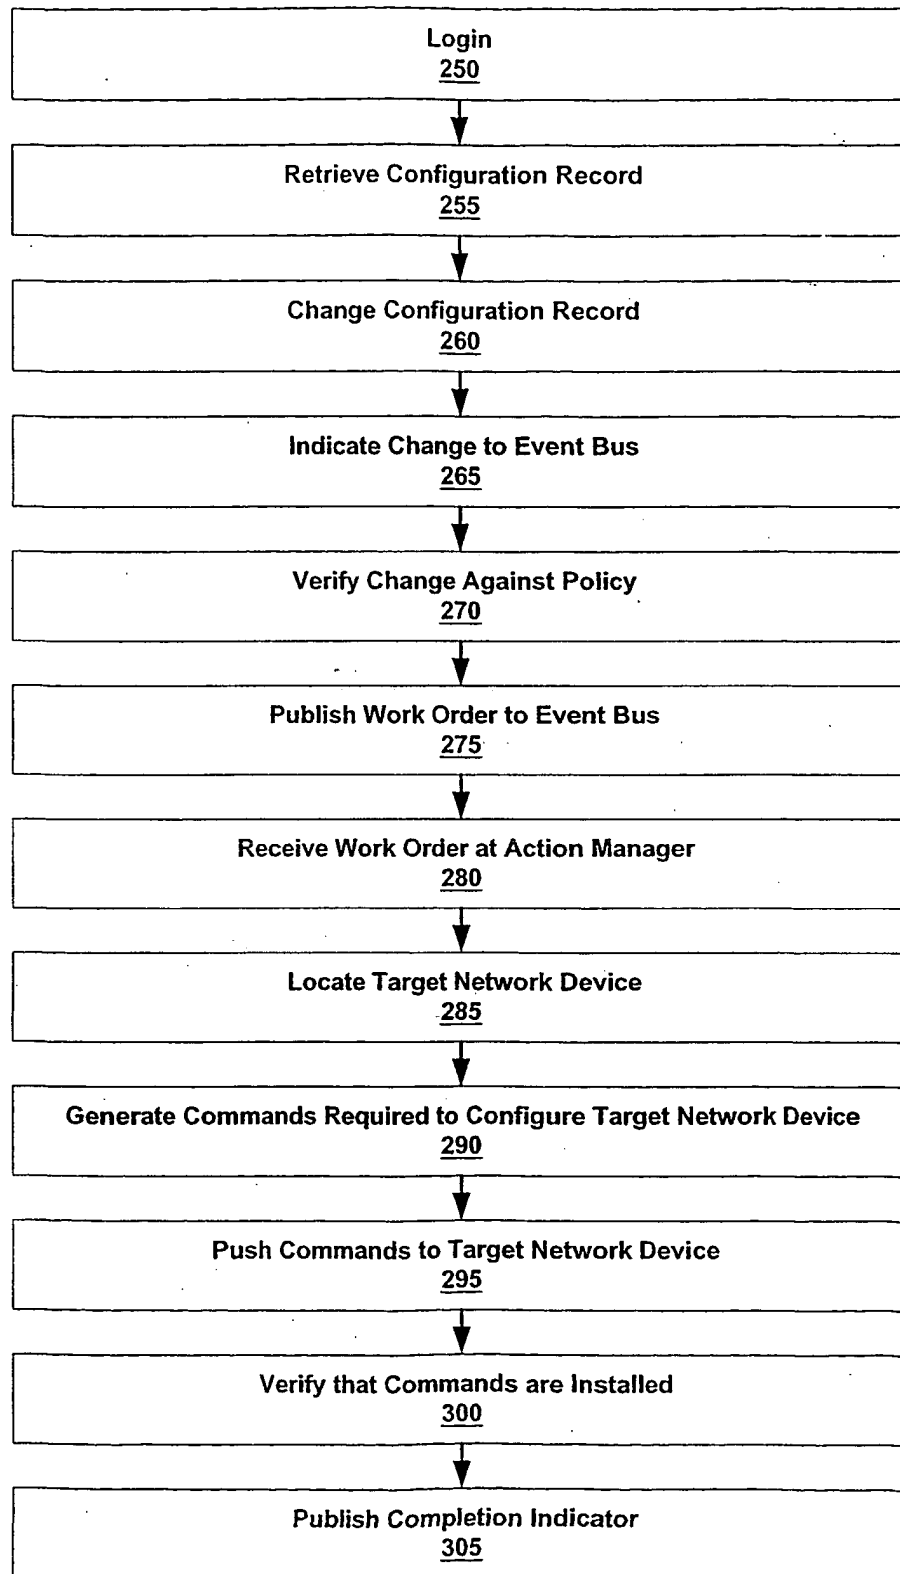 Login
250
Retrieve Configuration Record
255
Change Configuration Record
260
Indicate Change to Event Bus
265
Verify Change Against Policy
270
Publish Work Order to Event Bus
275
Receive Work Order at Action Manager
280
Locate Target Network Device
285
Generate Commands Required to Configure Target Network Device
290
Push Commands to Target Network Device
295
Verify that Commands are Installed
300
Publish Completion Indicator
305